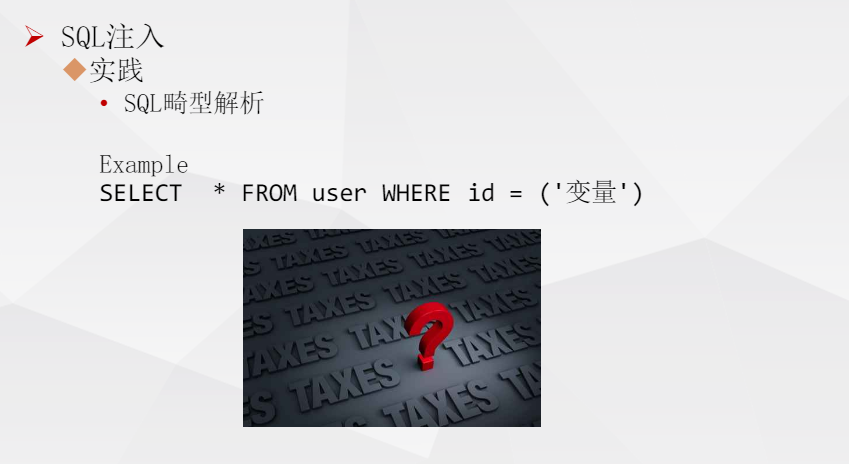 SQL注入
实践
SQL畸型解析
Example
SELECT * FROM user WHERE id = ('变量')
TAXES TAXES TAXES
TAXES TAXES TAXES
TAXES TAXES TAXES
TAXES TAXES TAXES
TAXES TAXES TAXES
TAXES
TAXES